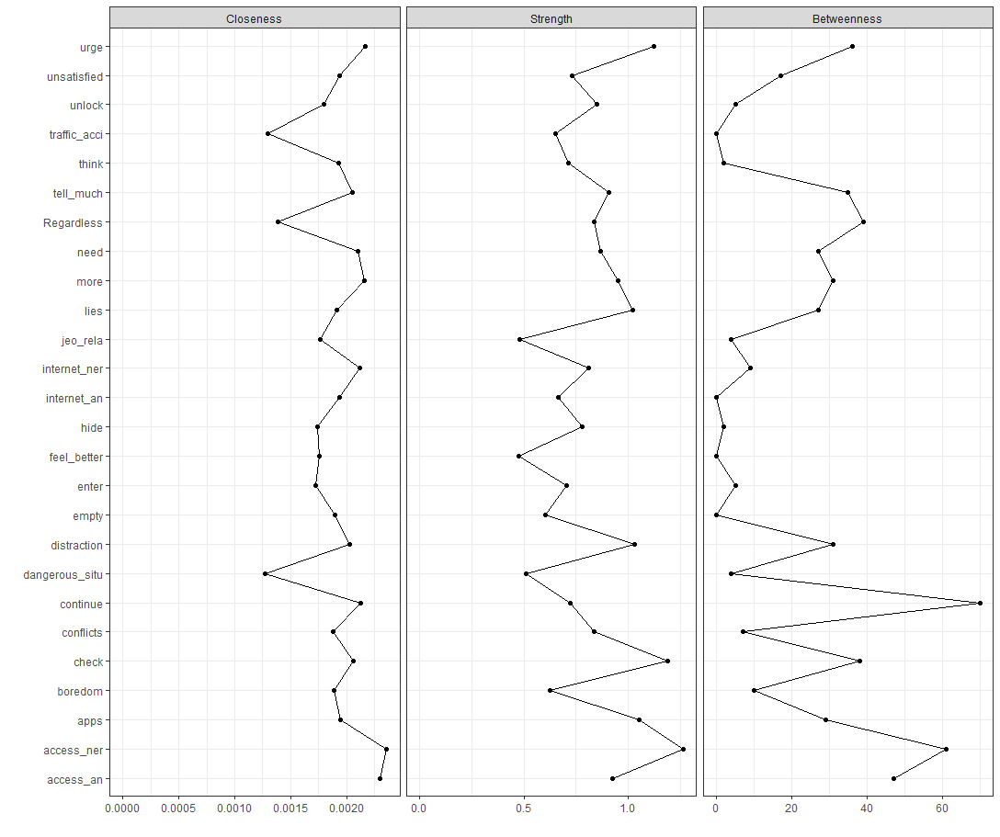 Closeness Strength Betweenness
urge
unsatisfied
unlock
traffic_acci
think
tell_much
Regardless
need
more
lies
jeo_rela
internet_ner
internet_an
hide
feel_better
enter
empty
distraction
dangerous_situ
continue
conflicts
check
boredom
apps
access_ner
access_an
0.0000 0.0005 0.0010 0.0015 0.0020 0.0 0.5 1.0 0 20 40 60